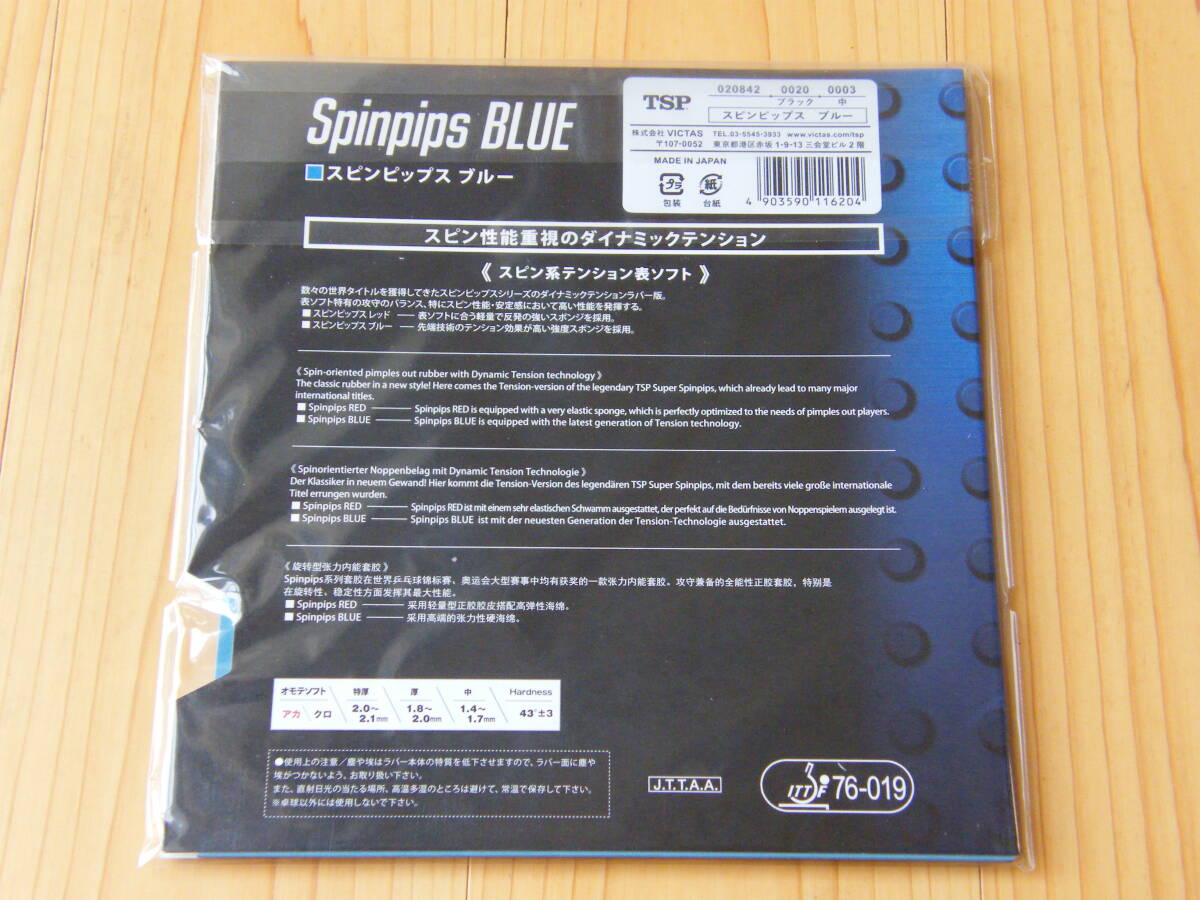 Spinpips BLUE
スピンピップス ブルー
TSP
020842 0020 0003
ブラック 中
スピンピップス ブルー
株式会社 VICTAS TEL.03-5545-3933 www.victas.com/tsp
〒107-0052 東京都港区赤坂 1-9-13 三会堂ビル 2 階
MADE IN JAPAN
プラ 紙
包装 台紙
4 903590 116204
スピン性能重視のダイナミックテンション
《 スピン系テンション表ソフト 》
数々の世界タイトルを獲得してきたスピンピップスシリーズのダイナミックテンションラバー版。
表ソフト特有の攻守のバランス、特にスピン性能・安定感において高い性能を発揮する。
■ スピンピップス レッド ── 表ソフトに合う軽量で反発の強いスポンジを採用。
■ スピンピップス ブルー ── 先端技術のテンション効果が高い強度スポンジを採用。
《 Spin-oriented pimples out rubber with Dynamic Tension technology 》
The classic rubber in a new style! Here comes the Tension-version of the legendary TSP Super Spinpips, which already lead to many major
international titles.
■ Spinpips RED ──── Spinpips RED is equipped with a very elastic sponge, which is perfectly optimized to the needs of pimples out players.
■ Spinpips BLUE ──── Spinpips BLUE is equipped with the latest generation of Tension technology.
《 Spinorientierter Noppenbelag mit Dynamic Tension Technologie 》
Der Klassiker in neuem Gewand! Hier kommt die Tension-Version des legendären TSP Super Spinpips, mit dem bereits viele große internationale
Titel errungen wurden.
■ Spinpips RED ──── Spinpips RED ist mit einem sehr elastischen Schwamm ausgestattet, der perfekt auf die Bedürfnisse von Noppenspielern ausgelegt ist.
■ Spinpips BLUE ──── Spinpips BLUE ist mit der neuesten Generation der Tension-Technologie ausgestattet.
《 旋转型张力内能套胶 》
Spinpips系列套胶在世界乒乓球锦标赛、奥运会大型赛事中均有获奖的一款张力内能套胶。攻守兼备的全能性正胶套胶，特别是
在旋转性、稳定性方面发挥其最大性能。
■ Spinpips RED ──── 采用轻量型正胶胶皮搭配高弹性海绵。
■ Spinpips BLUE ──── 采用高端的张力性硬海绵。
オモテソフト 特厚 厚 中 Hardness
アカ / クロ 2.0〜2.1mm 1.8〜2.0mm 1.4〜1.7mm 43°±3
●使用上の注意／塵や埃はラバー本体の特質を低下させますので、ラバー面に塵や
埃がつかないよう、お取り扱い下さい。
また、直射日光の当たる場所、高温多湿のところは避けて、常温で保存して下さい。
※卓球以外には使用しないで下さい。
J.T.T.A.A.
ITTF 76-019